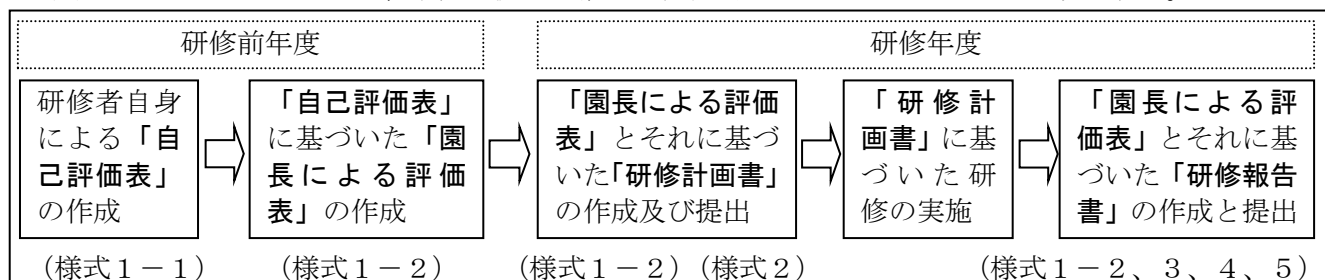 研修前年度
研修年度
研修者自身
による「自
己評価表」
の作成
「自己評価表」
に基づいた「園
長による評価
表」の作成
「園長による評価
表」とそれに基づ
いた「研修計画書」
の作成及び提出
「研修計
画書」に基
づいた研
修の実施
「園長による評
価表」とそれに基
づいた「研修報告
書」の作成と提出
(様式1-1)
(様式1-2)
(様式1-2)(様式2)
(様式1-2、3、4、5)